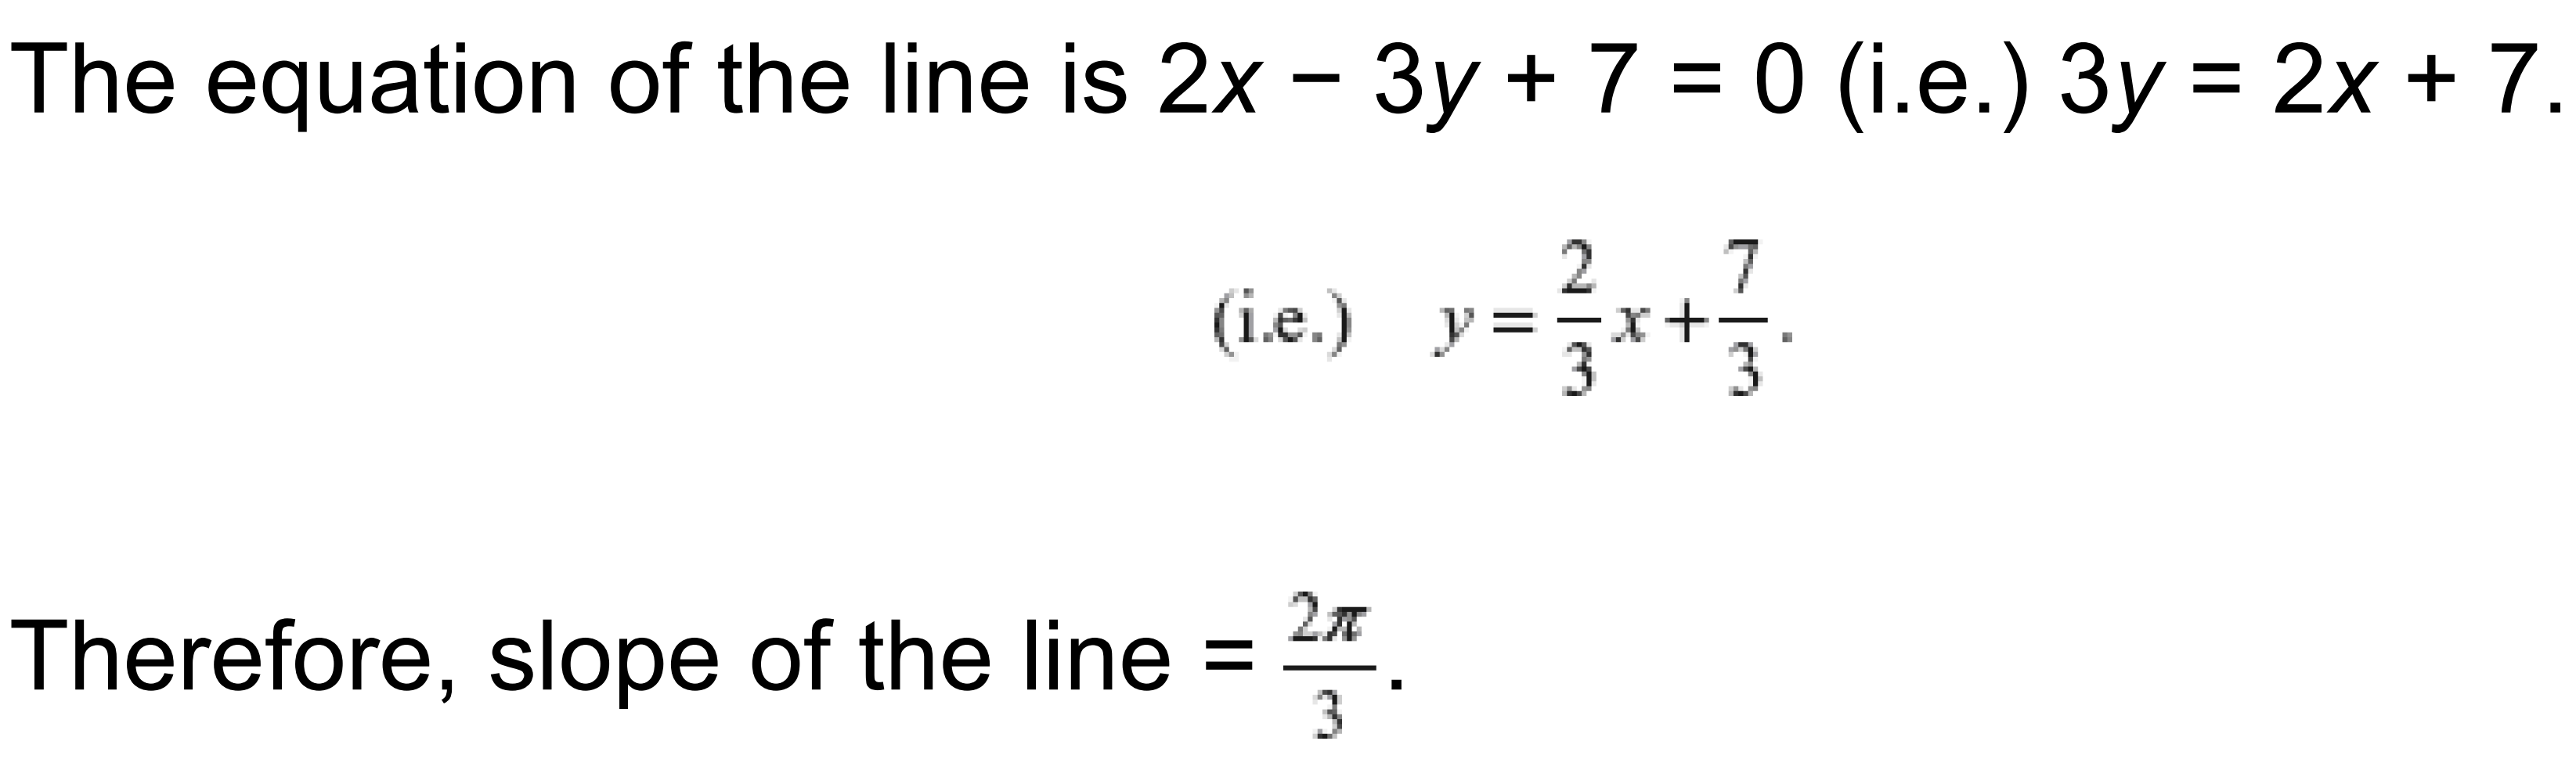 The equation of the line is 2x − 3y + 7 = 0 (i.e.) 3y = 2x + 7.
(i.e.) y = 2/3 x + 7/3.
Therefore, slope of the line = 2π/3.